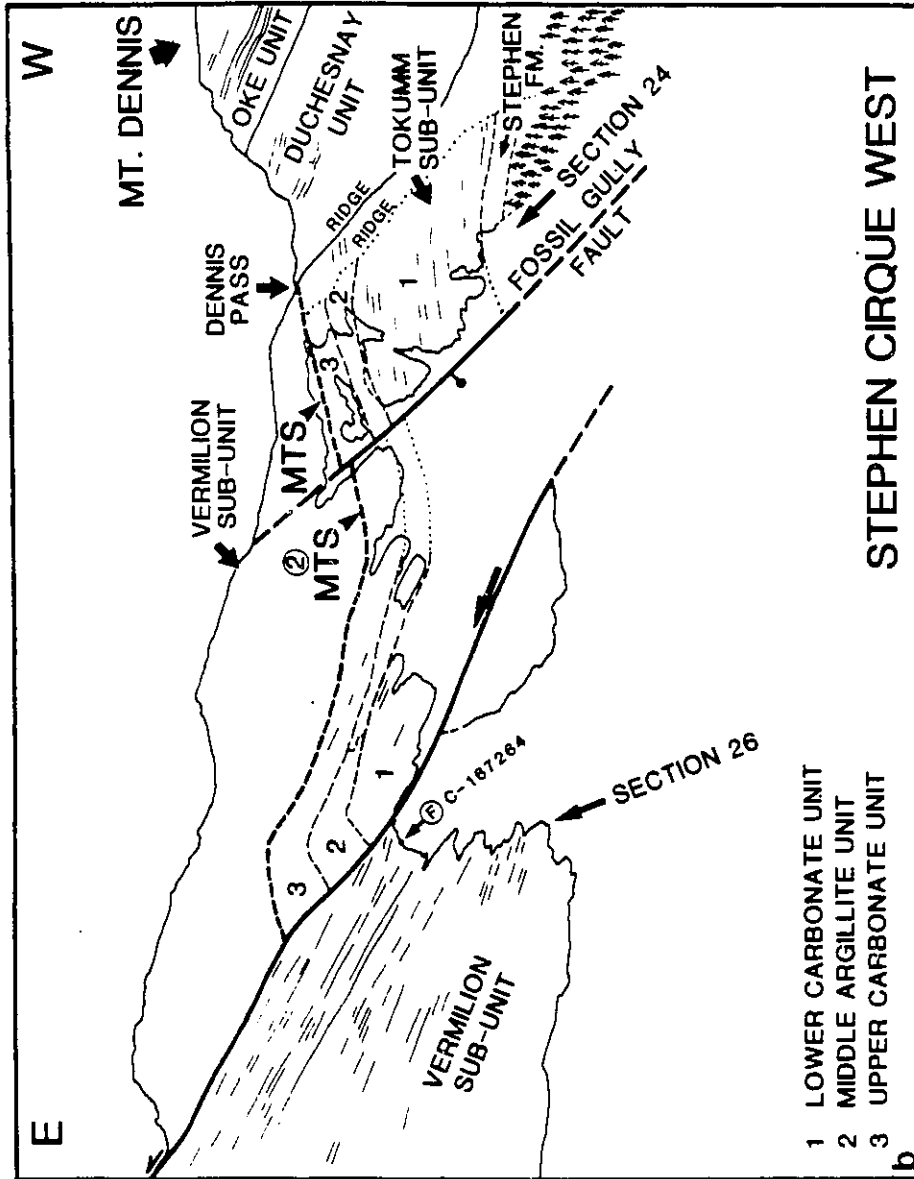 E
W
MT. DENNIS
OKE UNIT
DUCHESNAY
UNIT
DENNIS
PASS
RIDGE
RIDGE
TOKUMM
SUB-UNIT
STEPHEN
FM.
SECTION 24
FOSSIL GULLY
FAULT
VERMILION
SUB-UNIT
MTS
②
MTS
3
2
1
3
2
1
Ⓕ C-167264
SECTION 26
VERMILION
SUB-UNIT
1 LOWER CARBONATE UNIT
2 MIDDLE ARGILLITE UNIT
3 UPPER CARBONATE UNIT
STEPHEN CIRQUE WEST
b